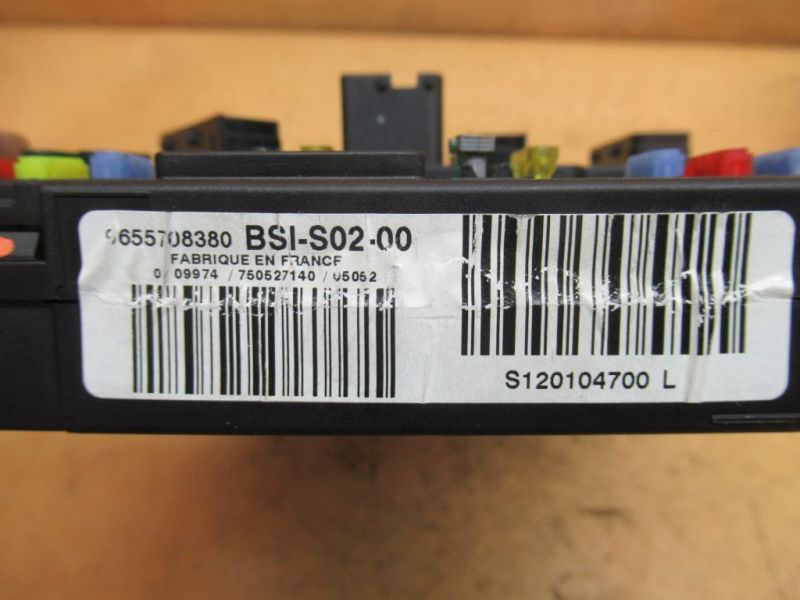 9655708380 BSI-S02-00
FABRIQUE EN FRANCE
0/09974 / 750527140 / 05052
S120104700 L